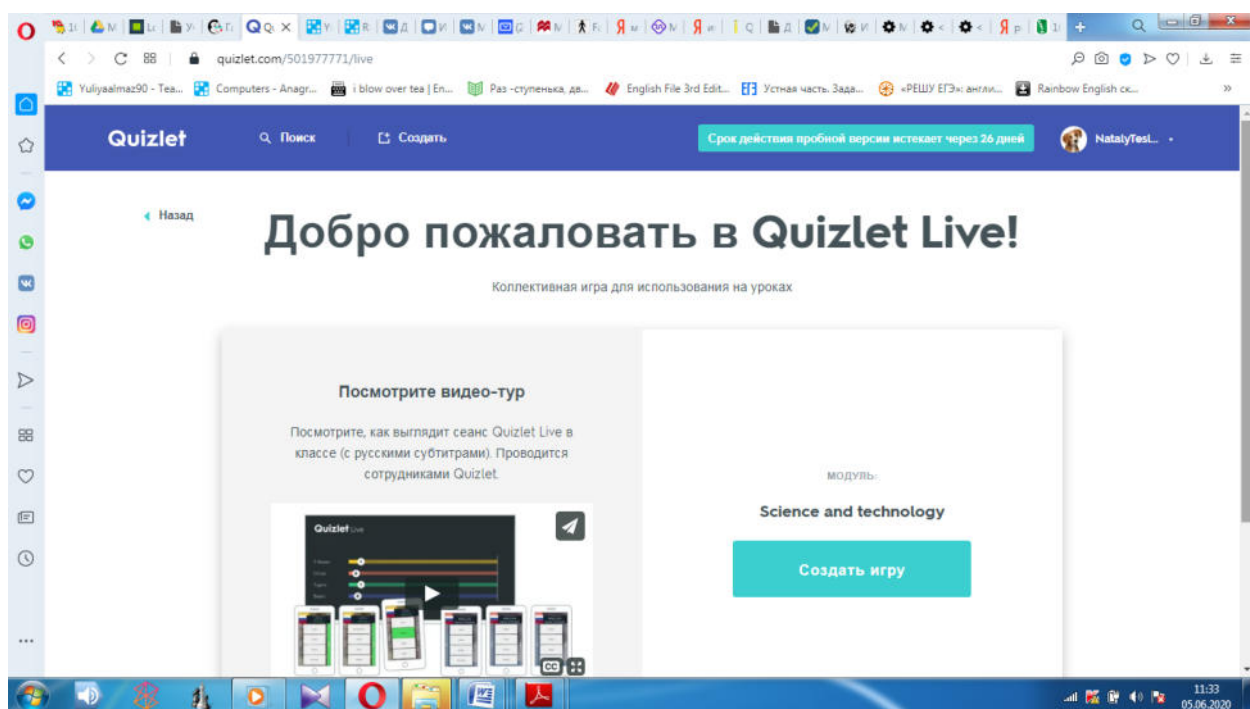 quizlet.com/501977771/live
Yuliyaalmaz90 - Tea...
Computers - Anagr...
i blow over tea | En...
Раз -ступенька, дв...
English File 3rd Edit...
Устная часть. Зада...
«РЕШУ ЕГЭ»: англи...
Rainbow English ск...
Quizlet
Поиск
Создать
Срок действия пробной версии истекает через 26 дней
NatalyTesl...
Назад
Добро пожаловать в Quizlet Live!
Коллективная игра для использования на уроках
Посмотрите видео-тур
Посмотрите, как выглядит сеанс Quizlet Live в
классе (с русскими субтитрами). Проводится
сотрудниками Quizlet.
Quizlet Live
CC
МОДУЛЬ:
Science and technology
Создать игру
11:33
05.06.2020